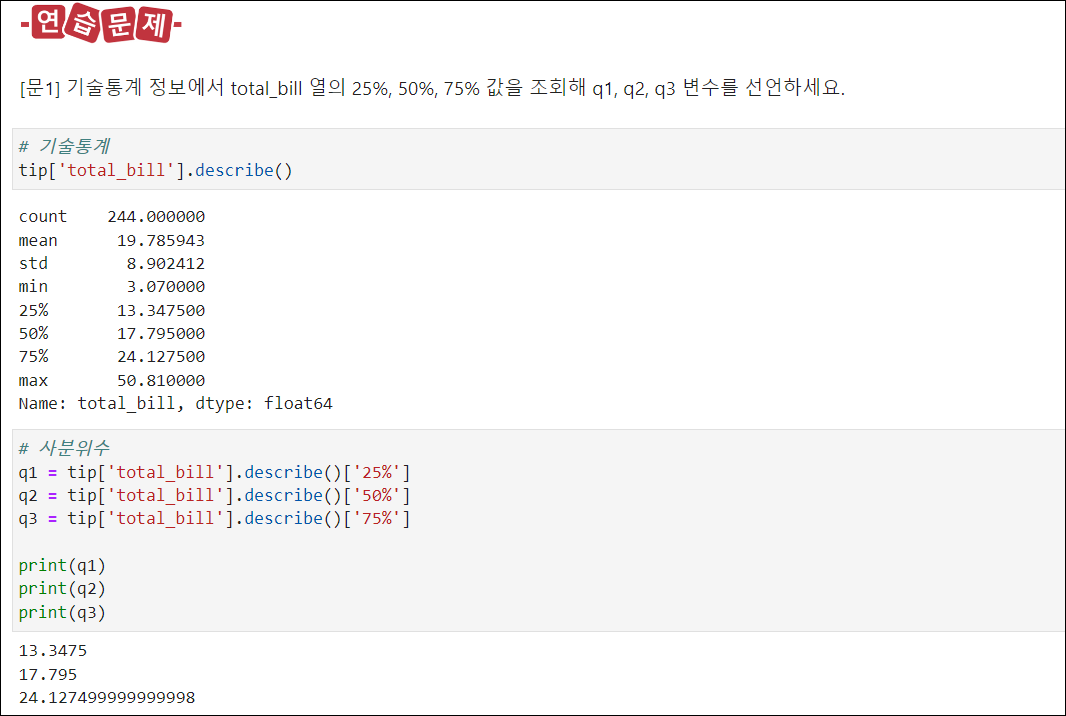 -연습문제-
[문1] 기술통계 정보에서 total_bill 열의 25%, 50%, 75% 값을 조회해 q1, q2, q3 변수를 선언하세요.
# 기술통계
tip['total_bill'].describe()
count    244.000000
mean      19.785943
std        8.902412
min        3.070000
25%       13.347500
50%       17.795000
75%       24.127500
max       50.810000
Name: total_bill, dtype: float64
# 사분위수
q1 = tip['total_bill'].describe()['25%']
q2 = tip['total_bill'].describe()['50%']
q3 = tip['total_bill'].describe()['75%']
print(q1)
print(q2)
print(q3)
13.3475
17.795
24.127499999999998